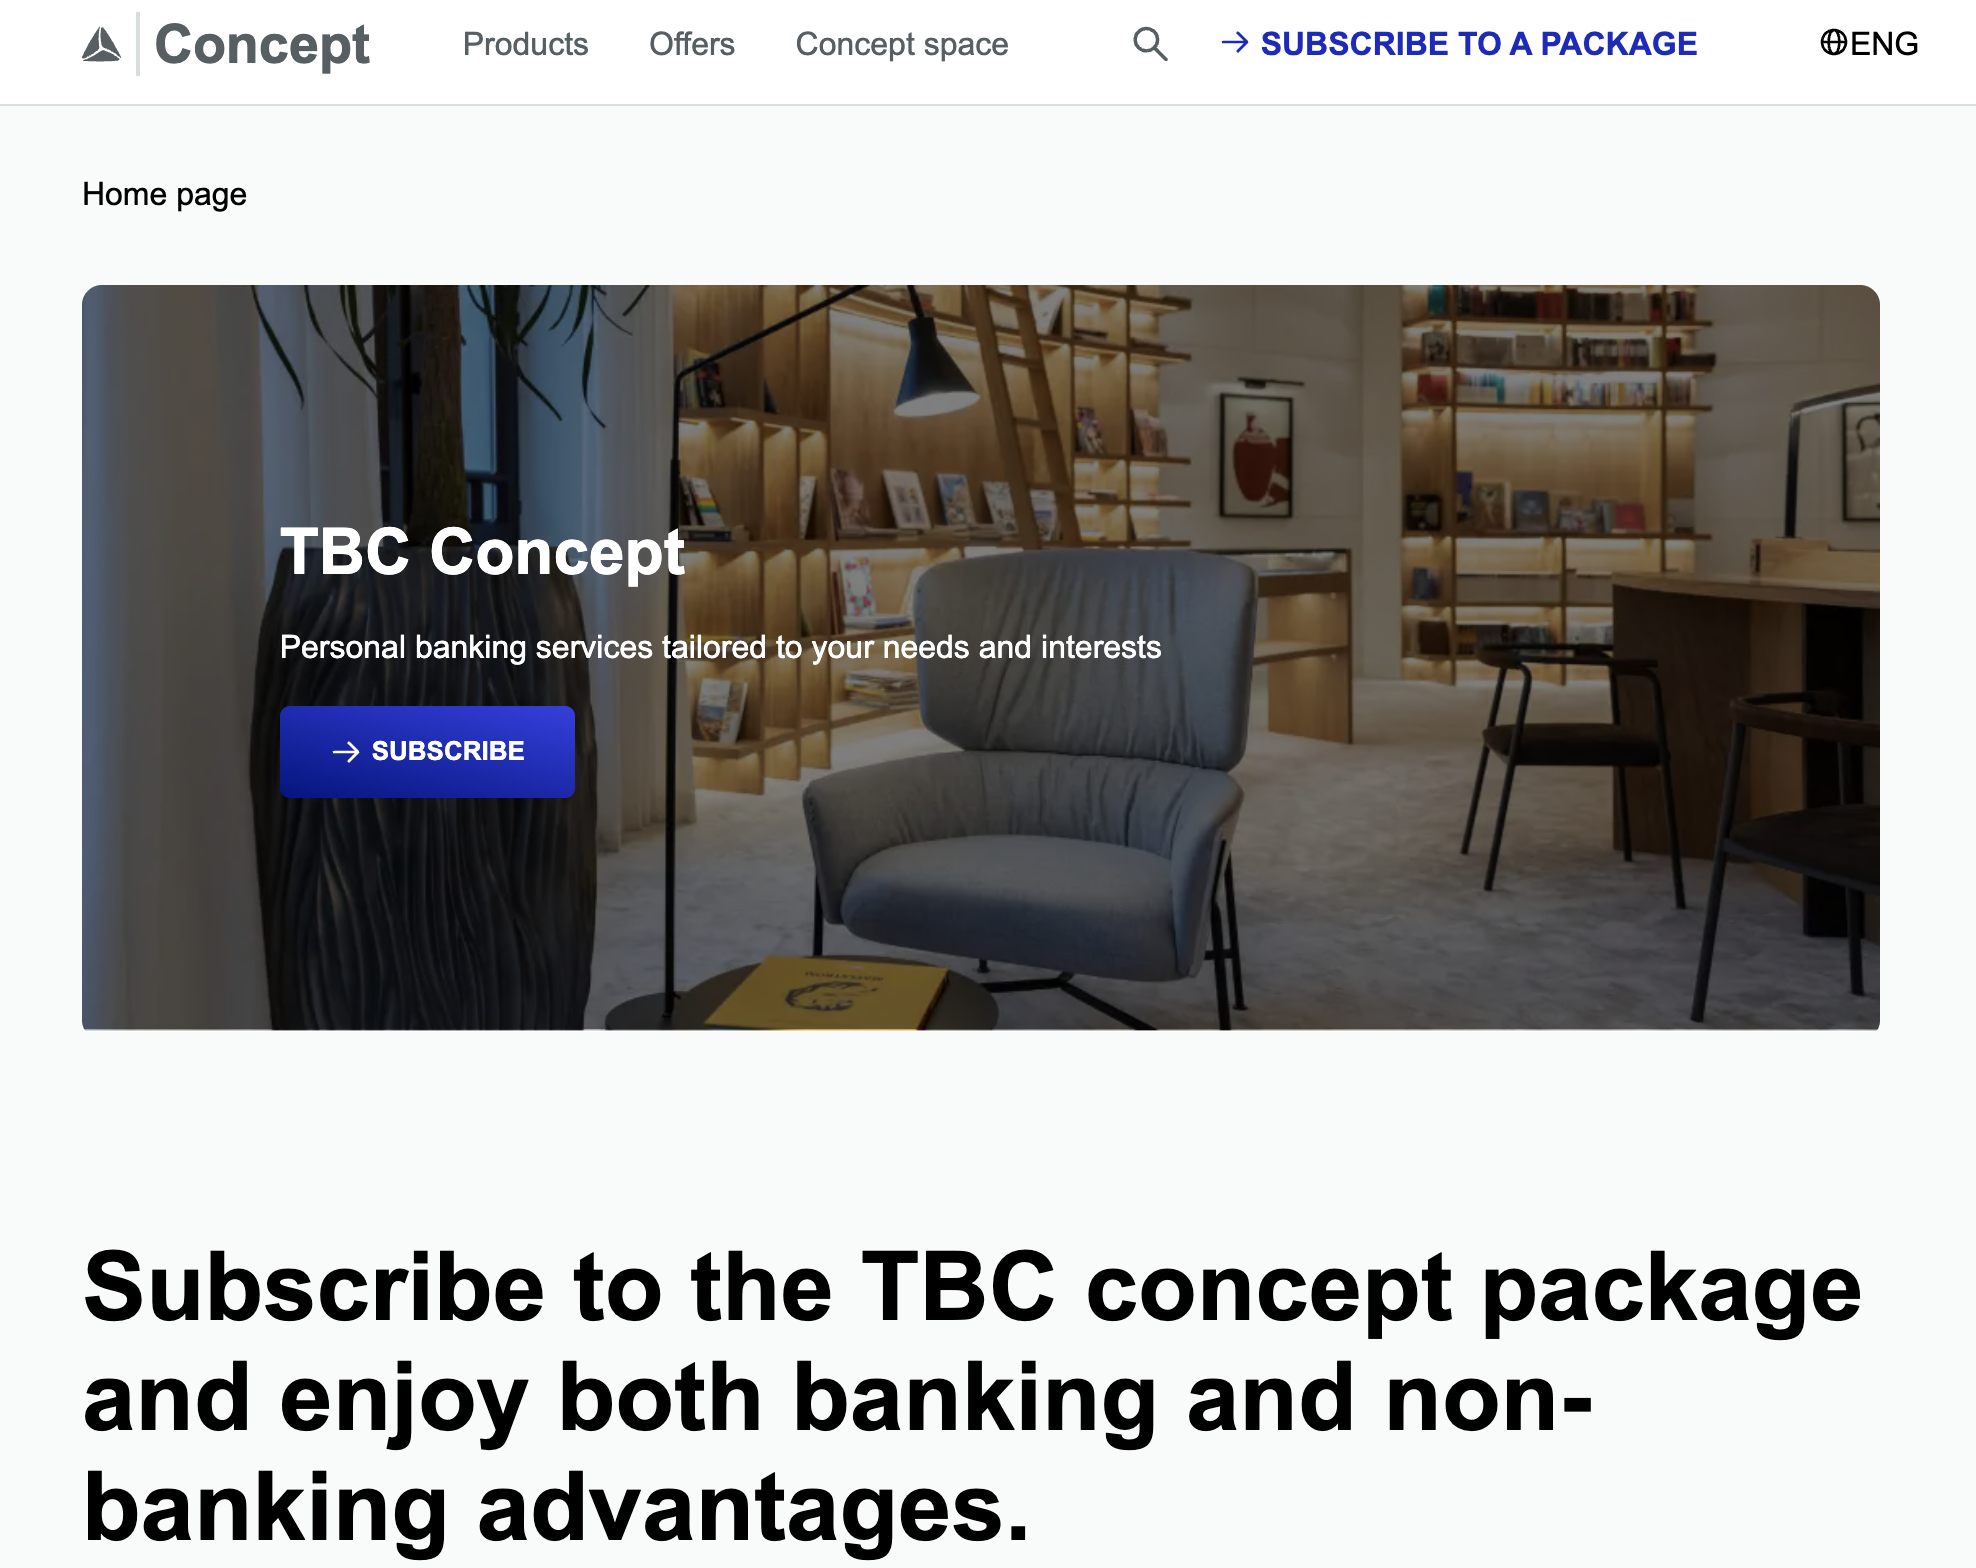 Concept
Products
Offers
Concept space
SUBSCRIBE TO A PACKAGE
ENG
Home page
TBC Concept
Personal banking services tailored to your needs and interests
SUBSCRIBE
Subscribe to the TBC concept package
and enjoy both banking and non-
banking advantages.